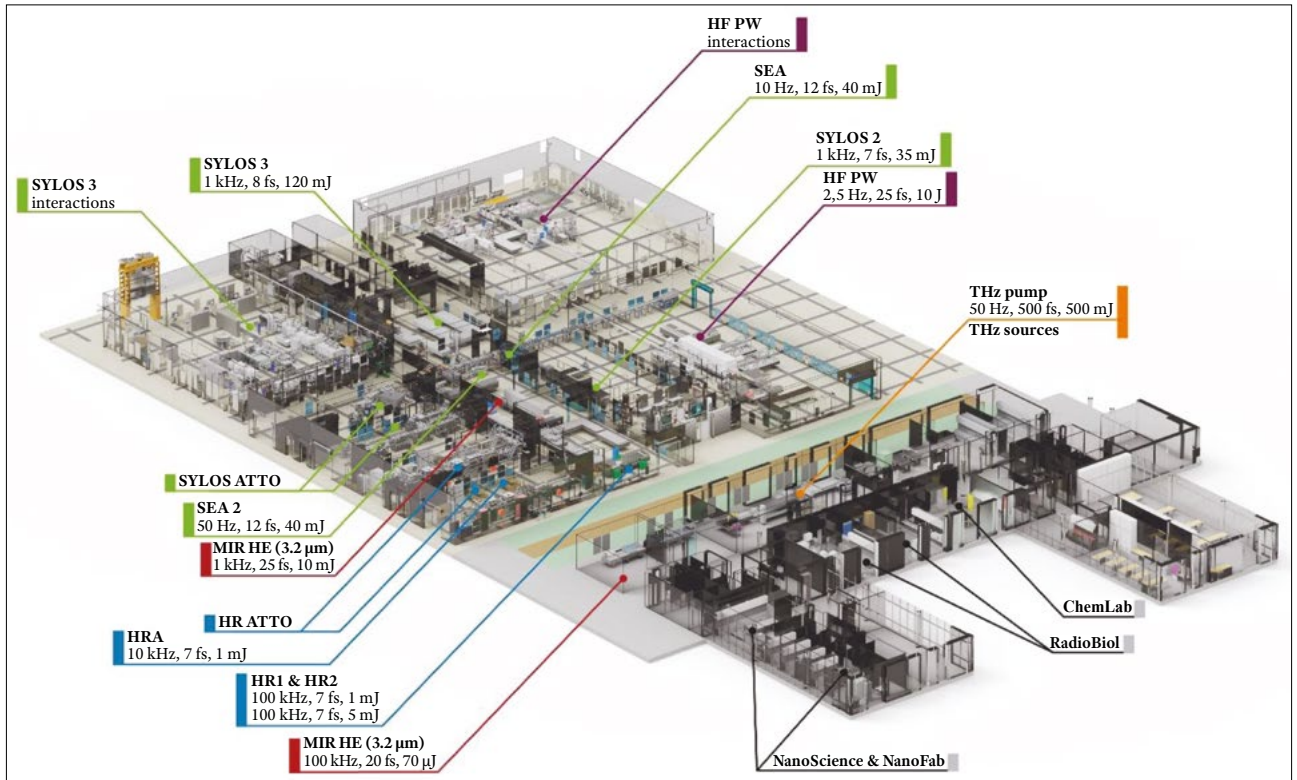 HF PW
interactions
SEA
10 Hz, 12 fs, 40 mJ
SYLOS 2
1 kHz, 7 fs, 35 mJ
HF PW
2,5 Hz, 25 fs, 10 J
SYLOS 3
1 kHz, 8 fs, 120 mJ
SYLOS 3
interactions
THz pump
50 Hz, 500 fs, 500 mJ
THz sources
SYLOS ATTO
SEA 2
50 Hz, 12 fs, 40 mJ
MIR HE (3.2 µm)
1 kHz, 25 fs, 10 mJ
HR ATTO
HRA
10 kHz, 7 fs, 1 mJ
HR1 & HR2
100 kHz, 7 fs, 1 mJ
100 kHz, 7 fs, 5 mJ
MIR HE (3.2 µm)
100 kHz, 20 fs, 70 µJ
ChemLab
RadioBiol
NanoScience & NanoFab